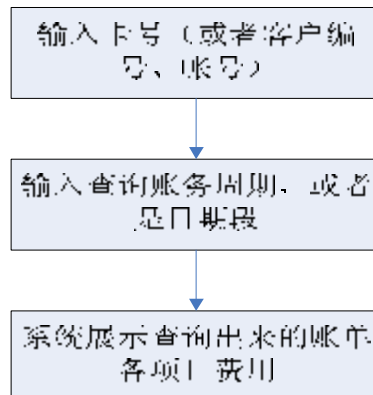 输入卡号（或者客户编
号、账号）
输入查询账务周期，或者
是日期段
系统展示查询出来的账单
各项目费用